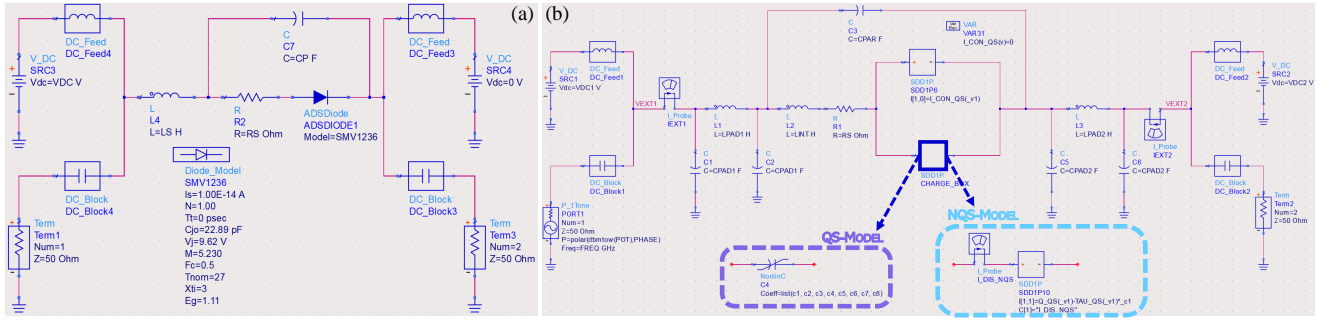 (a)
DC_Feed
DC_Feed4
V_DC
SRC3
Vdc=VDC V
C
C7
C=CP F
DC_Feed
DC_Feed3
V_DC
SRC4
Vdc=0 V
L
L4
L=LS H
R
R2
R=RS Ohm
ADSDiode
ADSDIODE1
Model=SMV1236
DC_Block
DC_Block4
Diode_Model
SMV1236
Is=1.00E-14 A
N=1.00
Tt=0 psec
Cjo=22.89 pF
Vj=9.62 V
M=5.230
Fc=0.5
Tnom=27
Xti=3
Eg=1.11
DC_Block
DC_Block3
Term
Term1
Num=1
Z=50 Ohm
Term
Term3
Num=2
Z=50 Ohm
(b)
C
C3
C=CPAR F
Var
Eqn
VAR
VAR31
I_CON_QS(v)=0
DC_Feed
DC_Feed1
V_DC
SRC1
Vdc=VDC1 V
VEXT1
I_Probe
IEXT1
SDD1P
SDD1P6
I[1,0]=I_CON_QS(_v1)
DC_Feed
DC_Feed2
V_DC
SRC2
Vdc=VDC2 V
VEXT2
I_Probe
IEXT2
L
L1
L=LPAD1 H
L
L2
L=LINT H
R
R1
R=RS Ohm
L
L3
L=LPAD2 H
C
C1
C=CPAD1 F
C
C2
C=CPAD1 F
SDD1P
CHARGE_BOX
C
C5
C=CPAD2 F
C
C6
C=CPAD2 F
DC_Block
DC_Block1
DC_Block
DC_Block2
P_1Tone
PORT1
Num=1
Z=50 Ohm
P=polar(dbmtow(POT),PHASE)
Freq=FREQ GHz
Term
Term2
Num=2
Z=50 Ohm
QS-MODEL
NonlinC
C4
Coeff=list(c1, c2, c3, c4, c5, c6, c7, c8)
NQS-MODEL
I_Probe
I_DIS_NQS
SDD1P
SDD1P10
I[1,1]=Q_QS(_v1)-TAU_QS(_v1)*_c1
C[1]="I_DIS_NQS"